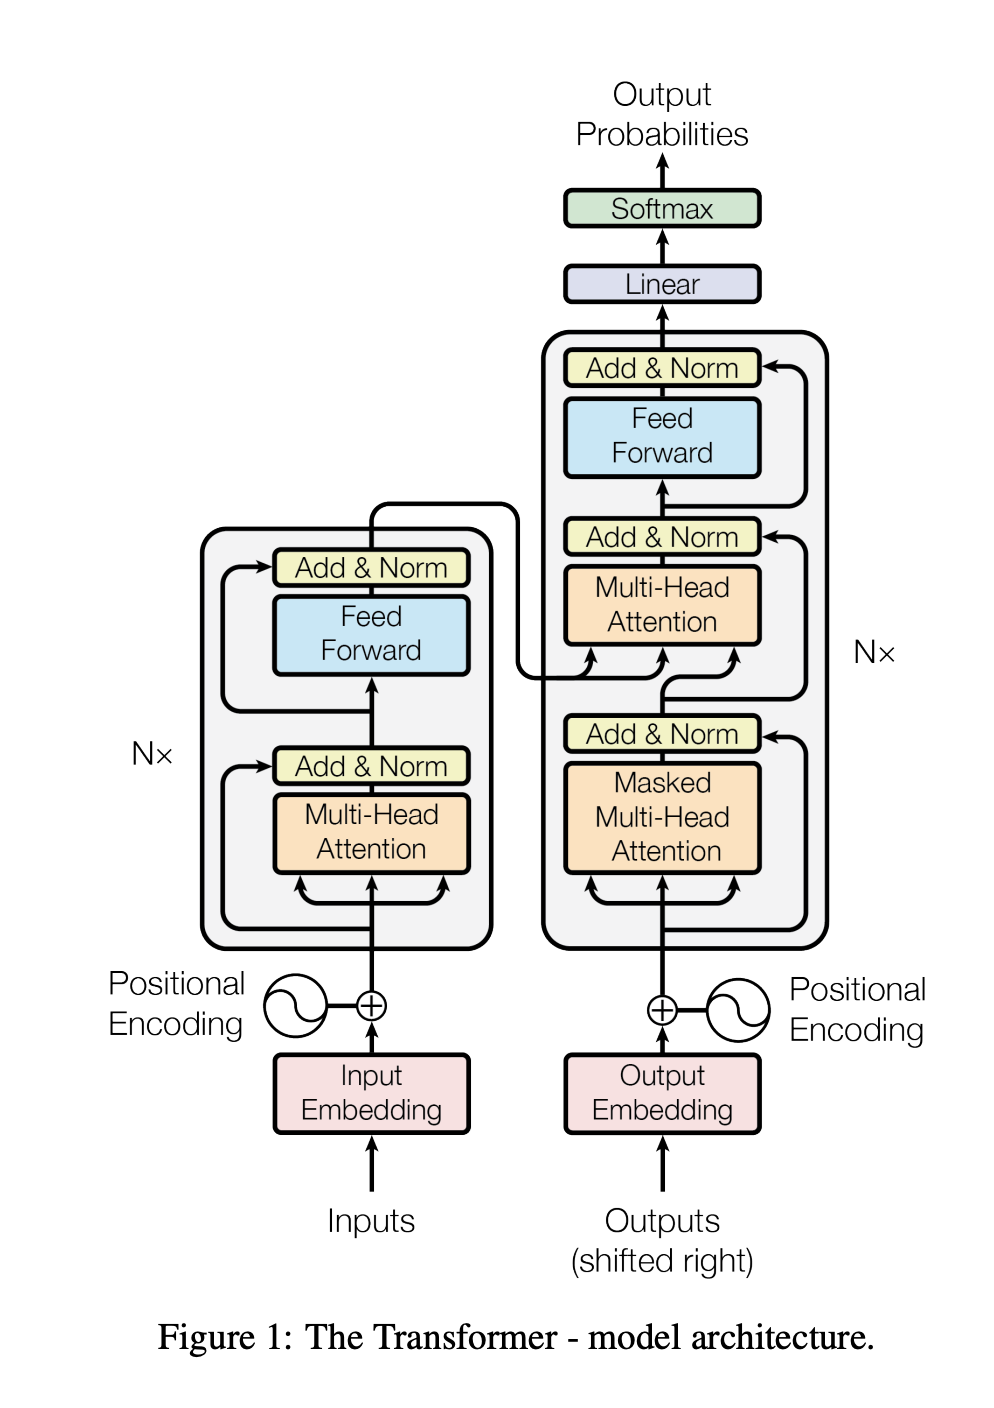 Output
Probabilities
Softmax
Linear
Add & Norm
Feed
Forward
Add & Norm
Multi-Head
Attention
N×
Add & Norm
Masked
Multi-Head
Attention
Add & Norm
Feed
Forward
N×
Add & Norm
Multi-Head
Attention
Positional
Encoding
Positional
Encoding
Input
Embedding
Output
Embedding
Inputs
Outputs
(shifted right)
Figure 1: The Transformer - model architecture.